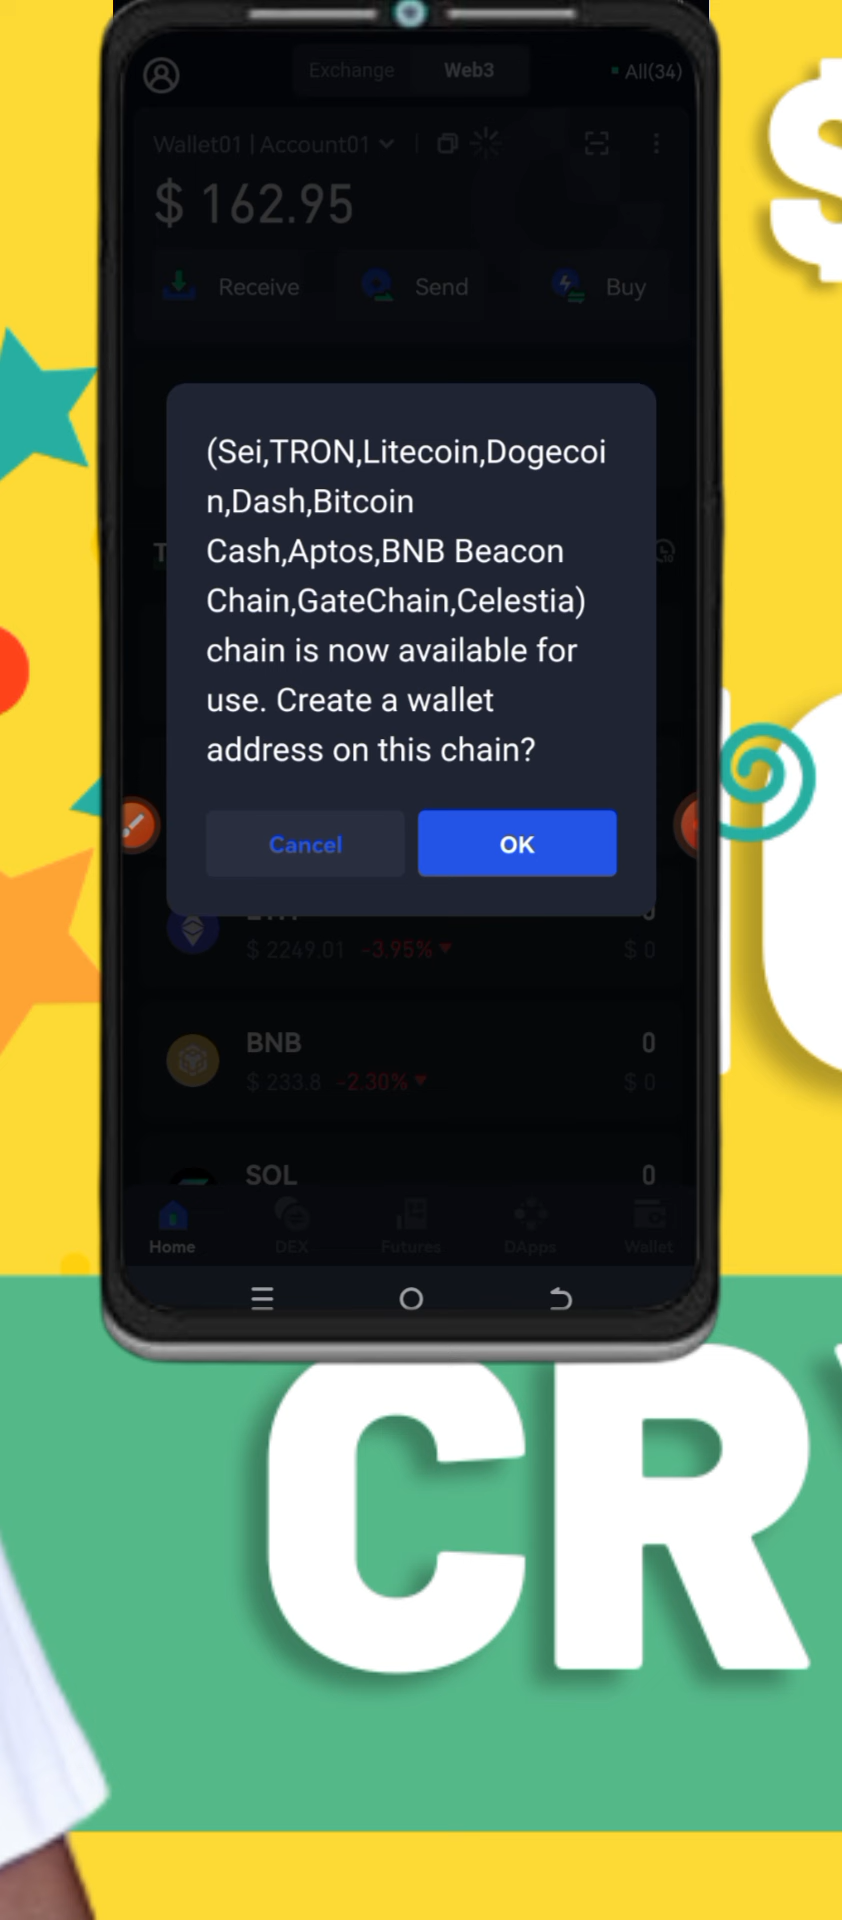 $
Exchange Web3 All(34)
Wallet01 | Account01
$ 162.95
Receive Send Buy
(Sei,TRON,Litecoin,Dogecoi
n,Dash,Bitcoin
Cash,Aptos,BNB Beacon
Chain,GateChain,Celestia)
chain is now available for
use. Create a wallet
address on this chain?
T
Cancel OK
$ 2249.01 -3.95% $ 0
BNB 0
$ 233.8 -2.30% $ 0
SOL 0
Home DEX Futures DApps Wallet
CR